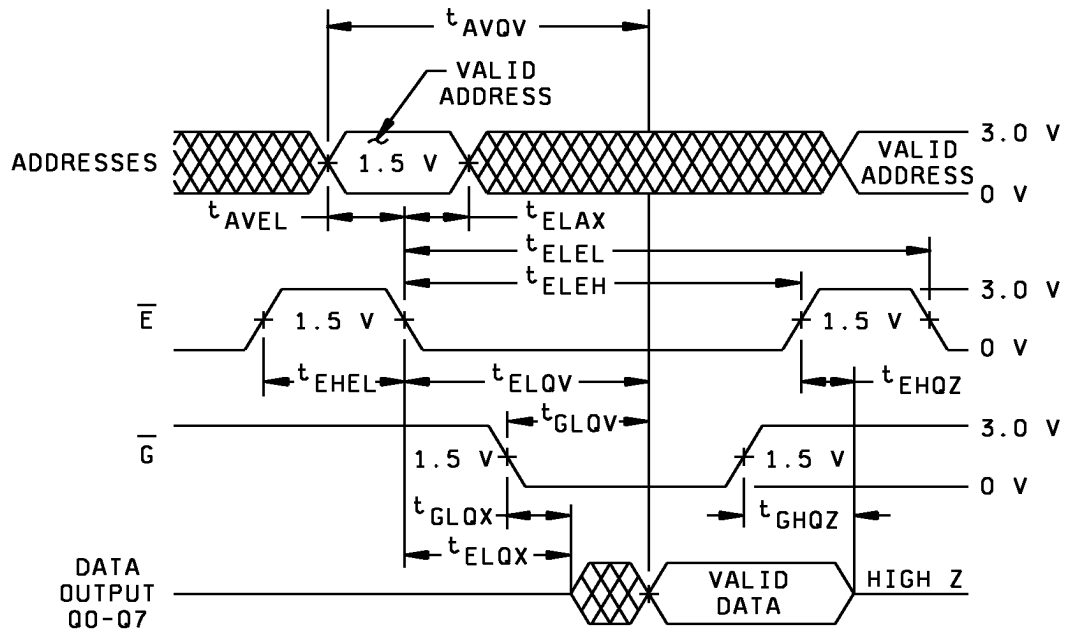 tAVQV
VALID
ADDRESS
3.0 V
ADDRESSES
1.5 V
VALID
ADDRESS
0 V
tAVEL
tELAX
tELEL
tELEH
3.0 V
E
1.5 V
1.5 V
0 V
tEHEL
tELQV
tEHQZ
tGLQV
3.0 V
G
1.5 V
1.5 V
0 V
tGLQX
tGHQZ
tELQX
DATA
OUTPUT
Q0-Q7
VALID
DATA
HIGH Z